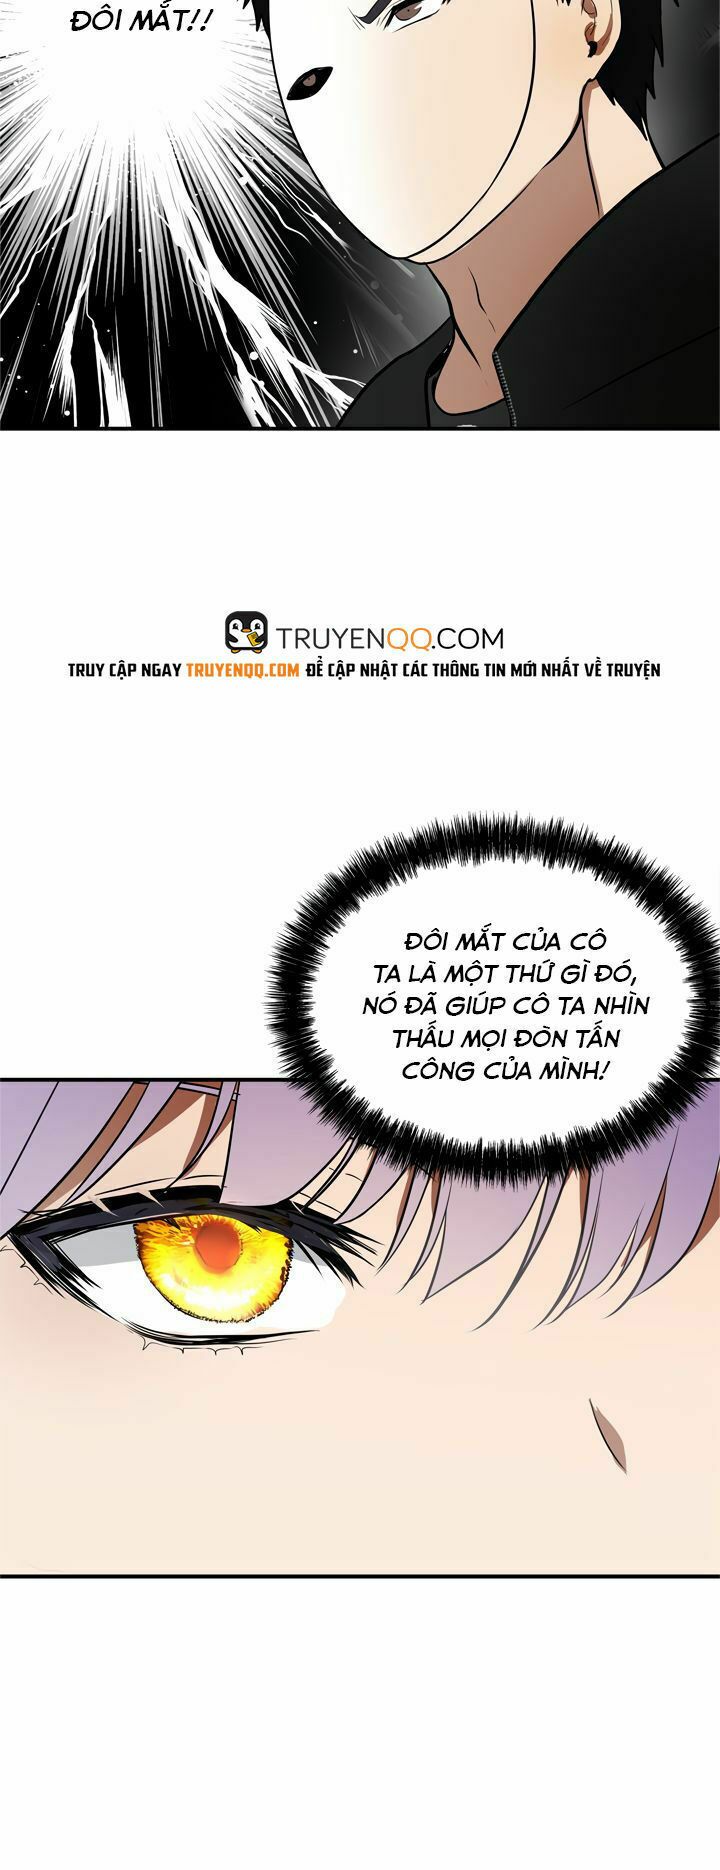 ĐÔI MẮT!!
TRUYENQQ.COM
TRUY CẬP NGAY TRUYENQQ.COM ĐỂ CẬP NHẬT CÁC THÔNG TIN MỚI NHẤT VỀ TRUYỆN
ĐÔI MẮT CỦA CÔ
TA LÀ MỘT THỨ GÌ ĐÓ,
NÓ ĐÃ GIÚP CÔ TA NHÌN
THẤU MỌI ĐÒN TẤN
CÔNG CỦA MÌNH!